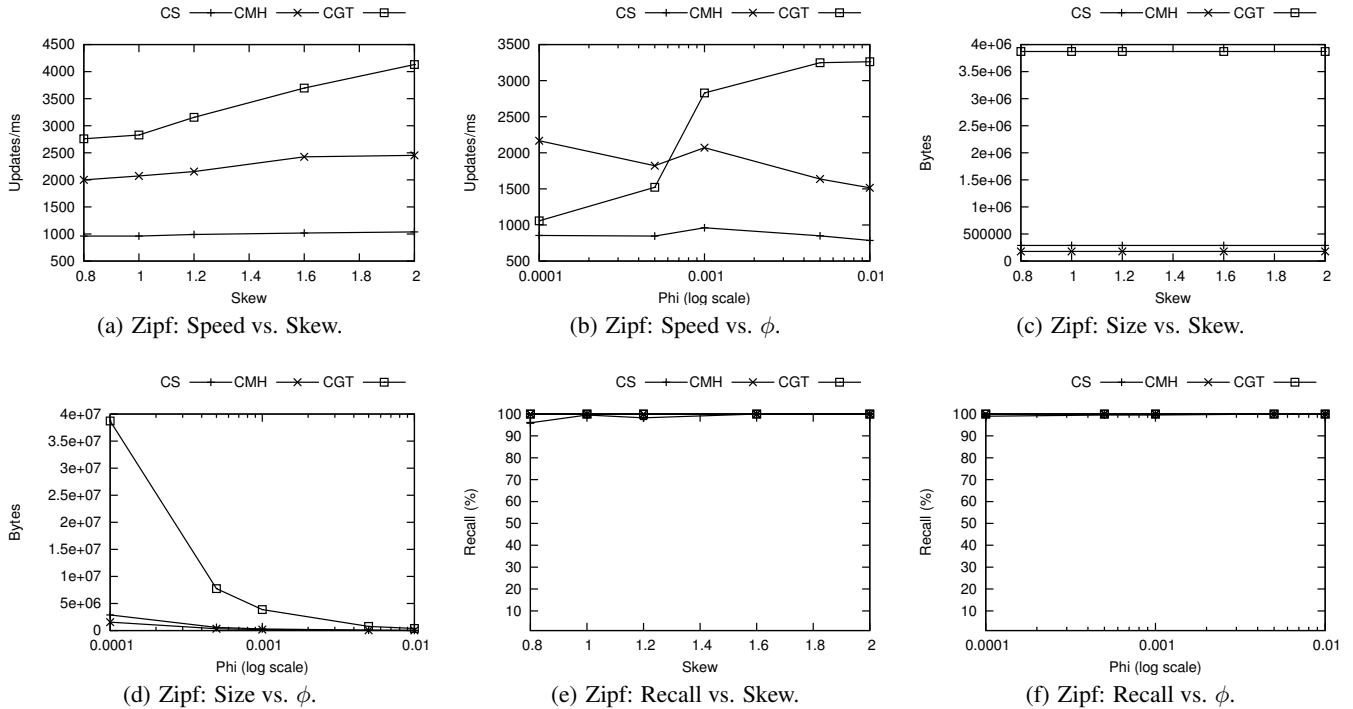 CS CMH CGT
4500
4000
3500
3000
2500
2000
1500
1000
500
0.8 1 1.2 1.4 1.6 1.8 2
Updates/ms
Skew
(a) Zipf: Speed vs. Skew.
CS CMH CGT
3500
3000
2500
2000
1500
1000
500
0.0001 0.001 0.01
Updates/ms
Phi (log scale)
(b) Zipf: Speed vs. ϕ.
CS CMH CGT
4e+06
3.5e+06
3e+06
2.5e+06
2e+06
1.5e+06
1e+06
500000
0
0.8 1 1.2 1.4 1.6 1.8 2
Bytes
Skew
(c) Zipf: Size vs. Skew.
CS CMH CGT
4e+07
3.5e+07
3e+07
2.5e+07
2e+07
1.5e+07
1e+07
5e+06
0
0.0001 0.001 0.01
Bytes
Phi (log scale)
(d) Zipf: Size vs. ϕ.
CS CMH CGT
100
90
80
70
60
50
40
30
20
10
0.8 1 1.2 1.4 1.6 1.8 2
Recall (%)
Skew
(e) Zipf: Recall vs. Skew.
CS CMH CGT
100
90
80
70
60
50
40
30
20
10
0.0001 0.001 0.01
Recall (%)
Phi (log scale)
(f) Zipf: Recall vs. ϕ.